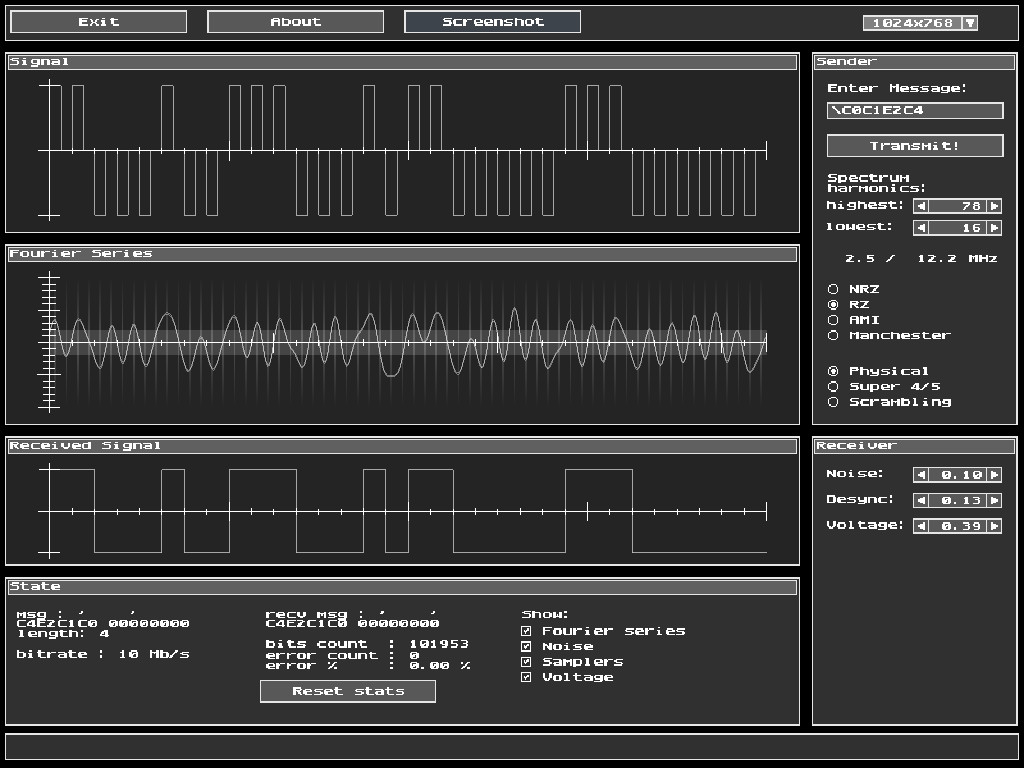 Exit About Screenshot 1024x768
Signal
Sender
Enter Message:
\C0C1E2C4
Transmit!
Spectrum
harmonics:
highest: 78
lowest: 16
2.5 / 12.2 MHz
NRZ
RZ
AMI
Manchester
Physical
Super 4/5
Scrambling
Fourier Series
Received Signal
Receiver
Noise: 0.10
Desync: 0.13
Voltage: 0.39
State
msg : ' '
C4E2C1C0 00000000
length: 4
bitrate : 10 Mb/s
recv msg : ' '
C4E2C1C0 00000000
bits count : 101953
error count : 0
error % : 0.00 %
Reset stats
Show:
Fourier series
Noise
Samplers
Voltage